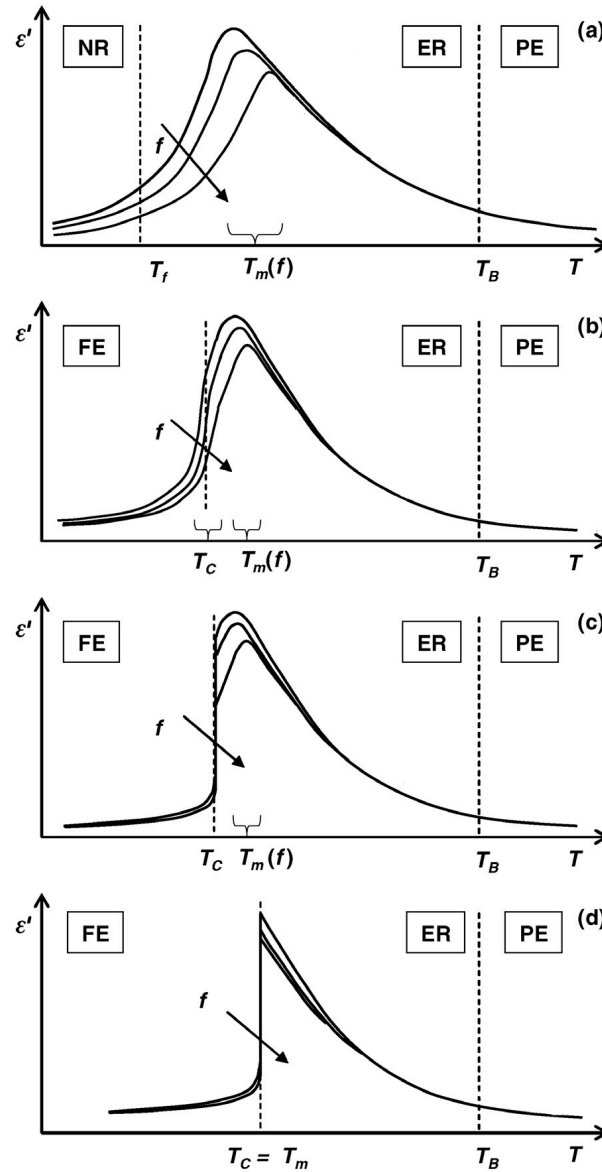 ε'
NR
ER
PE
(a)
f
T_f
T_m(f)
T_B
T
ε'
FE
ER
PE
(b)
f
T_C
T_m(f)
T_B
T
ε'
FE
ER
PE
(c)
f
T_C
T_m(f)
T_B
T
ε'
FE
ER
PE
(d)
f
T_C = T_m
T_B
T